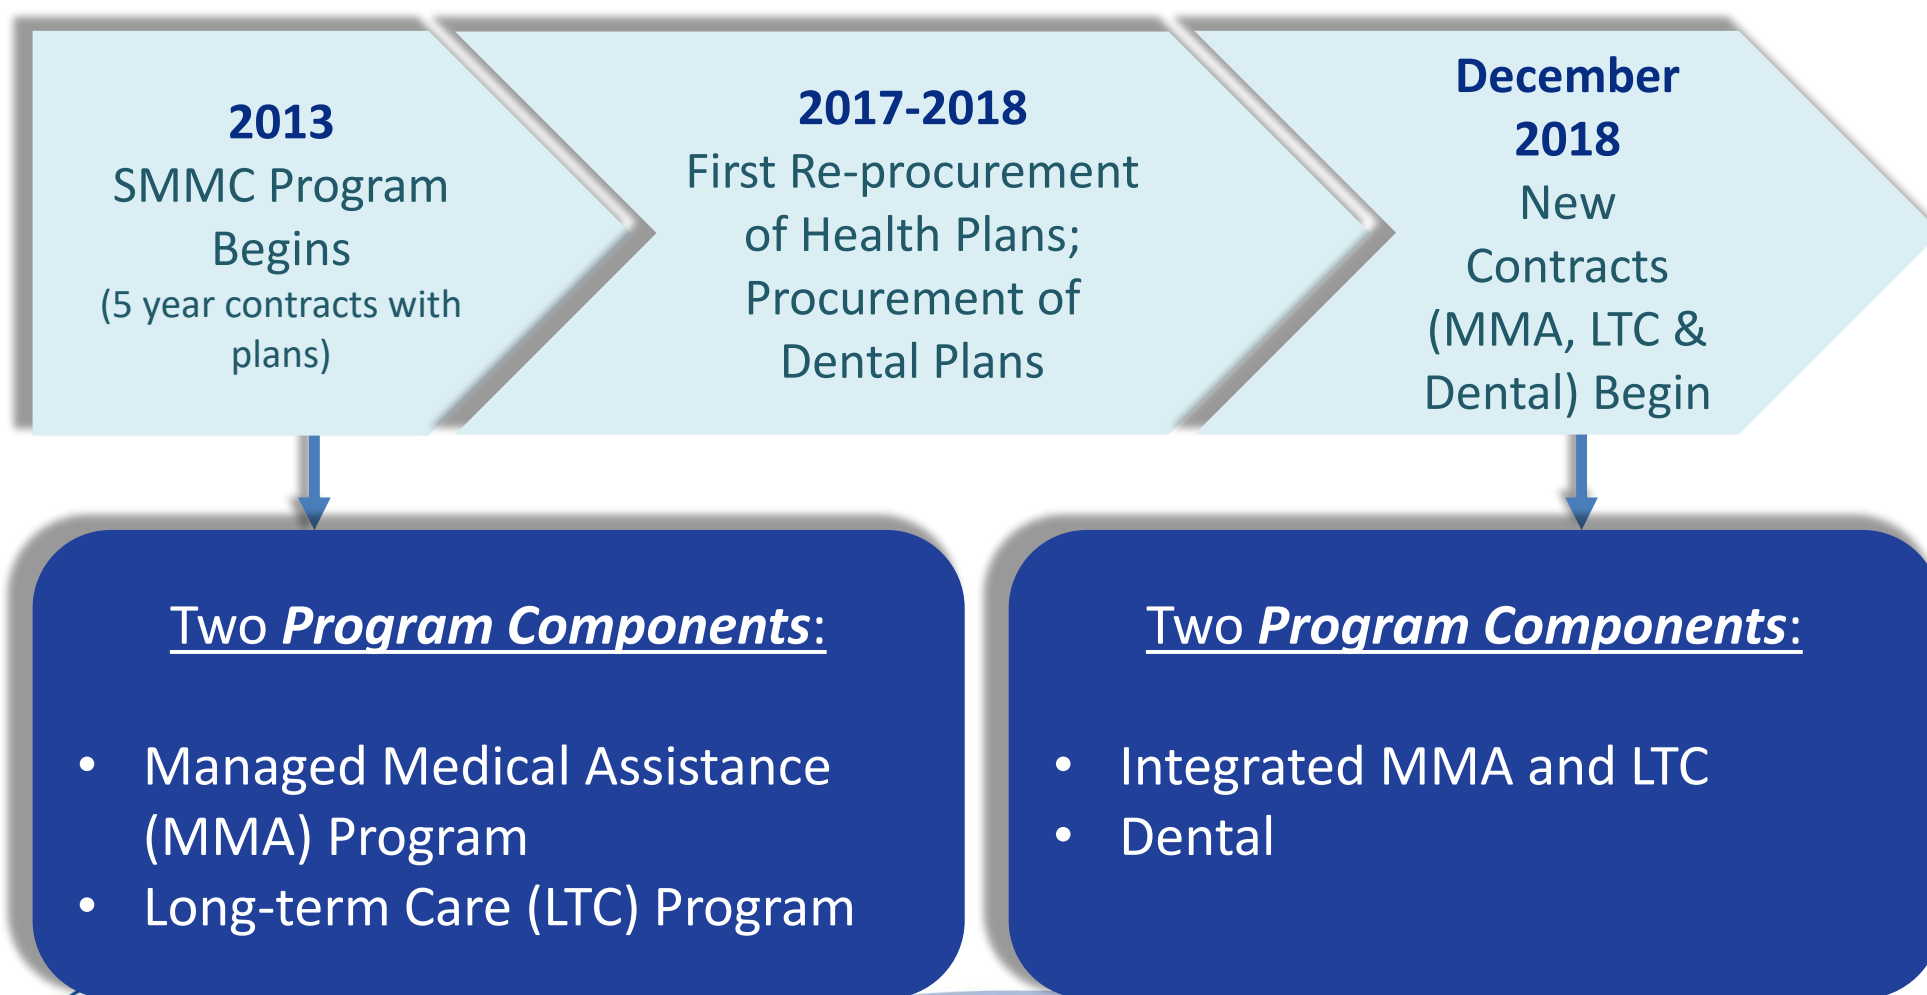 2013
SMMC Program
Begins
(5 year contracts with
plans)
2017-2018
First Re-procurement
of Health Plans;
Procurement of
Dental Plans
December
2018
New
Contracts
(MMA, LTC &
Dental) Begin
Two Program Components:
• Managed Medical Assistance
(MMA) Program
• Long-term Care (LTC) Program
Two Program Components:
• Integrated MMA and LTC
• Dental